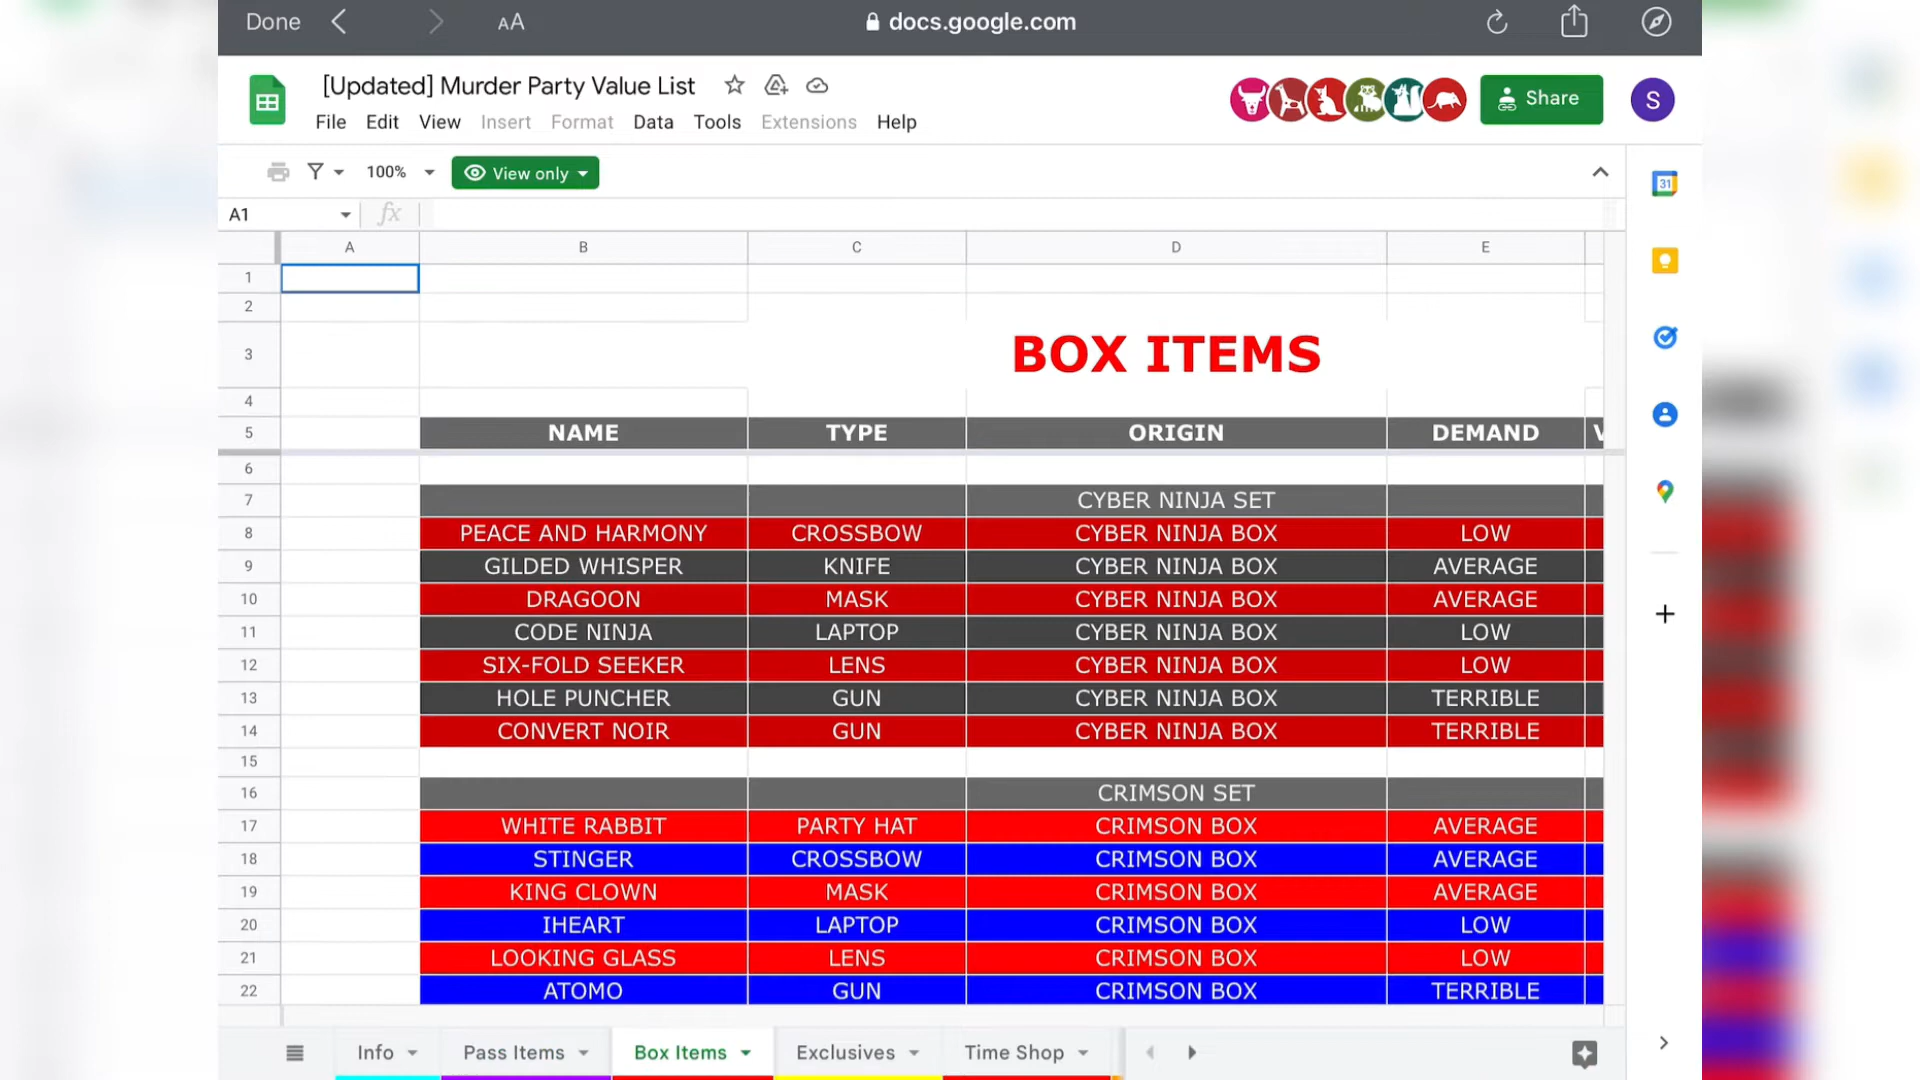 Done AA docs.google.com
[Updated] Murder Party Value List
Share S
File Edit View Insert Format Data Tools Extensions Help
100% View only
31
A1 fx
A B C D E
1
2
3 BOX ITEMS
4
5 NAME TYPE ORIGIN DEMAND
6
7 CYBER NINJA SET
8 PEACE AND HARMONY CROSSBOW CYBER NINJA BOX LOW
9 GILDED WHISPER KNIFE CYBER NINJA BOX AVERAGE
10 DRAGOON MASK CYBER NINJA BOX AVERAGE
11 CODE NINJA LAPTOP CYBER NINJA BOX LOW
12 SIX-FOLD SEEKER LENS CYBER NINJA BOX LOW
13 HOLE PUNCHER GUN CYBER NINJA BOX TERRIBLE
14 CONVERT NOIR GUN CYBER NINJA BOX TERRIBLE
15
16 CRIMSON SET
17 WHITE RABBIT PARTY HAT CRIMSON BOX AVERAGE
18 STINGER CROSSBOW CRIMSON BOX AVERAGE
19 KING CLOWN MASK CRIMSON BOX AVERAGE
20 IHEART LAPTOP CRIMSON BOX LOW
21 LOOKING GLASS LENS CRIMSON BOX LOW
22 ATOMO GUN CRIMSON BOX TERRIBLE
Info Pass Items Box Items Exclusives Time Shop